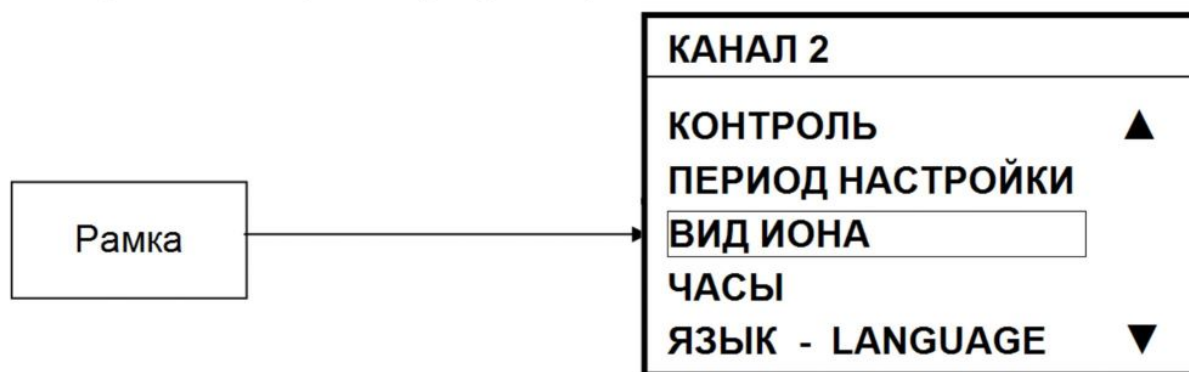 КАНАЛ 2
КОНТРОЛЬ ▲
ПЕРИОД НАСТРОЙКИ
Рамка
ВИД ИОНА
ЧАСЫ
ЯЗЫК - LANGUAGE ▼